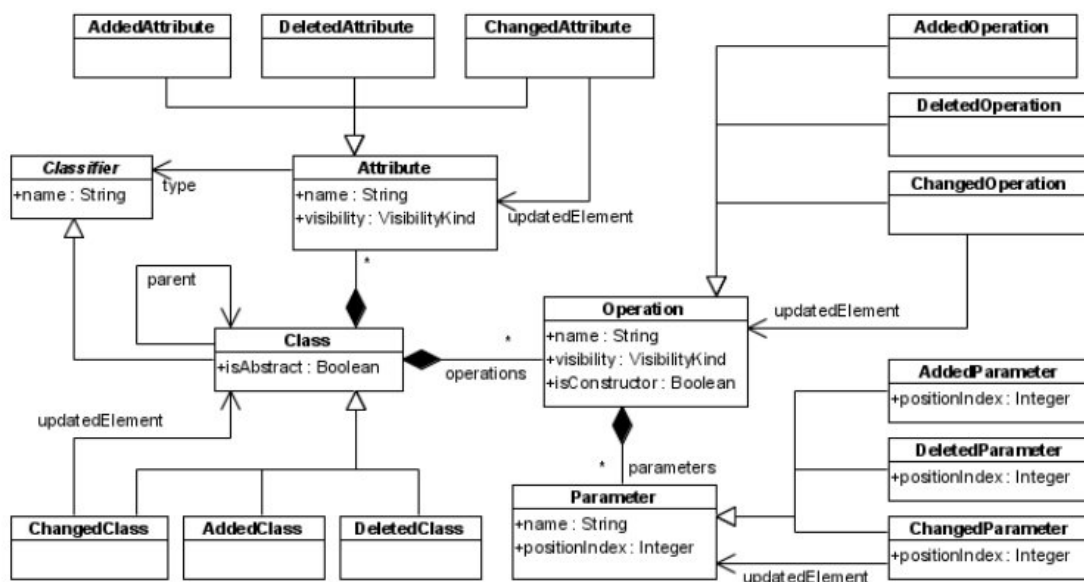 AddedAttribute
DeletedAttribute
ChangedAttribute
AddedOperation
DeletedOperation
ChangedOperation
Classifier
+name : String
type
Attribute
+name : String
+visibility : VisibilityKind
updatedElement
*
parent
Class
+isAbstract : Boolean
*
operations
Operation
+name : String
+visibility : VisibilityKind
+isConstructor : Boolean
updatedElement
updatedElement
ChangedClass
AddedClass
DeletedClass
* parameters
Parameter
+name : String
+positionIndex : Integer
AddedParameter
+positionIndex : Integer
DeletedParameter
+positionIndex : Integer
ChangedParameter
+positionIndex : Integer
updatedElement